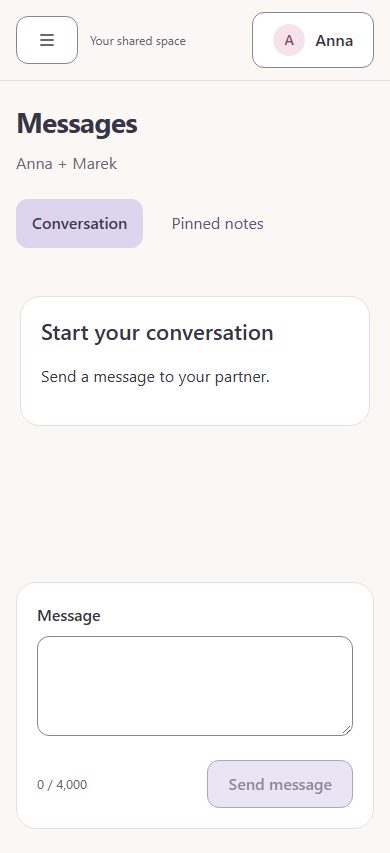 Your shared space
A Anna
Messages
Anna + Marek
Conversation Pinned notes
Start your conversation
Send a message to your partner.
Message
0 / 4,000 Send message